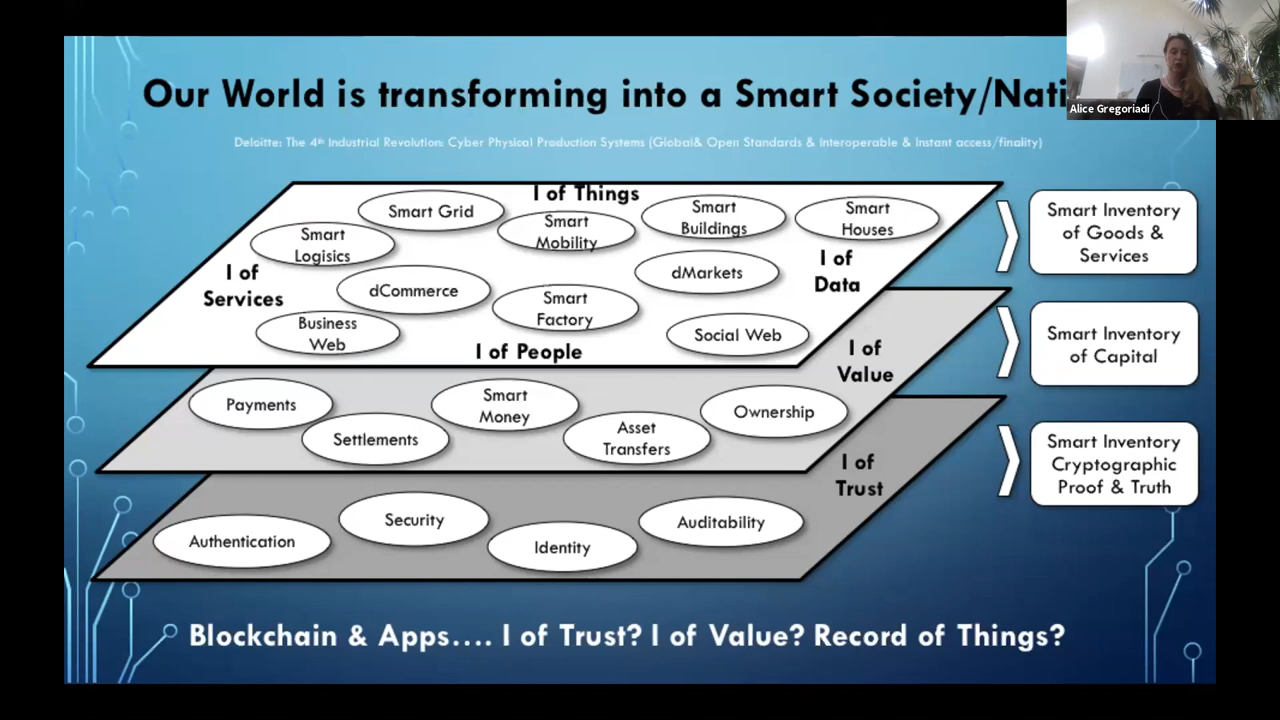 Our World is transforming into a Smart Society/Nati
Alice Gregoriadi
Deloitte: The 4th Industrial Revolution: Cyber Physical Production Systems (Global& Open Standards & Interoperable & Instant access/finality)
I of Things
Smart Grid
Smart
Mobility
Smart
Buildings
Smart
Houses
Smart
Logisics
I of
Services
dCommerce
Smart
Factory
dMarkets
I of
Data
Business
Web
I of People
Social Web
Smart Inventory
of Goods &
Services
I of
Value
Payments
Settlements
Smart
Money
Asset
Transfers
Ownership
Smart Inventory
of Capital
I of
Trust
Authentication
Security
Identity
Auditability
Smart Inventory
Cryptographic
Proof & Truth
Blockchain & Apps.... I of Trust? I of Value? Record of Things?